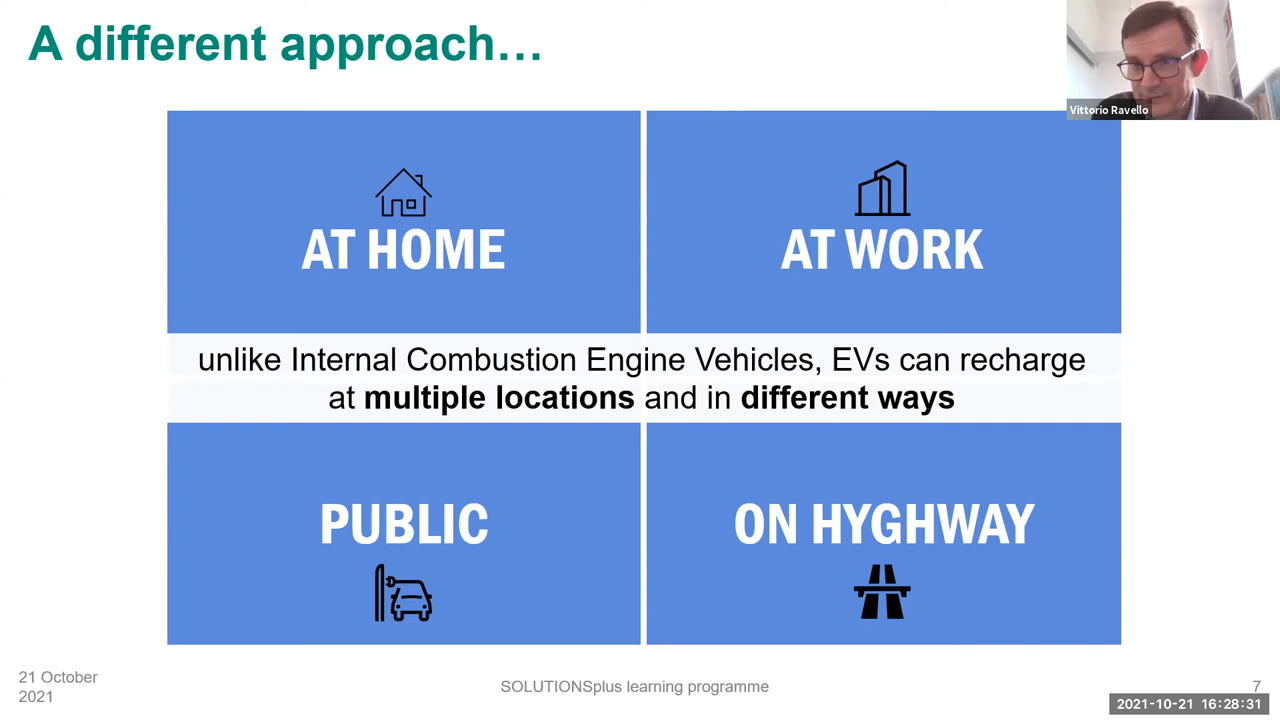 A different approach…
Vittorio Ravello
AT HOME
AT WORK
unlike Internal Combustion Engine Vehicles, EVs can recharge
at multiple locations and in different ways
PUBLIC
ON HYGHWAY
21 October
2021
SOLUTIONSplus learning programme
7
2021-10-21 16:28:31